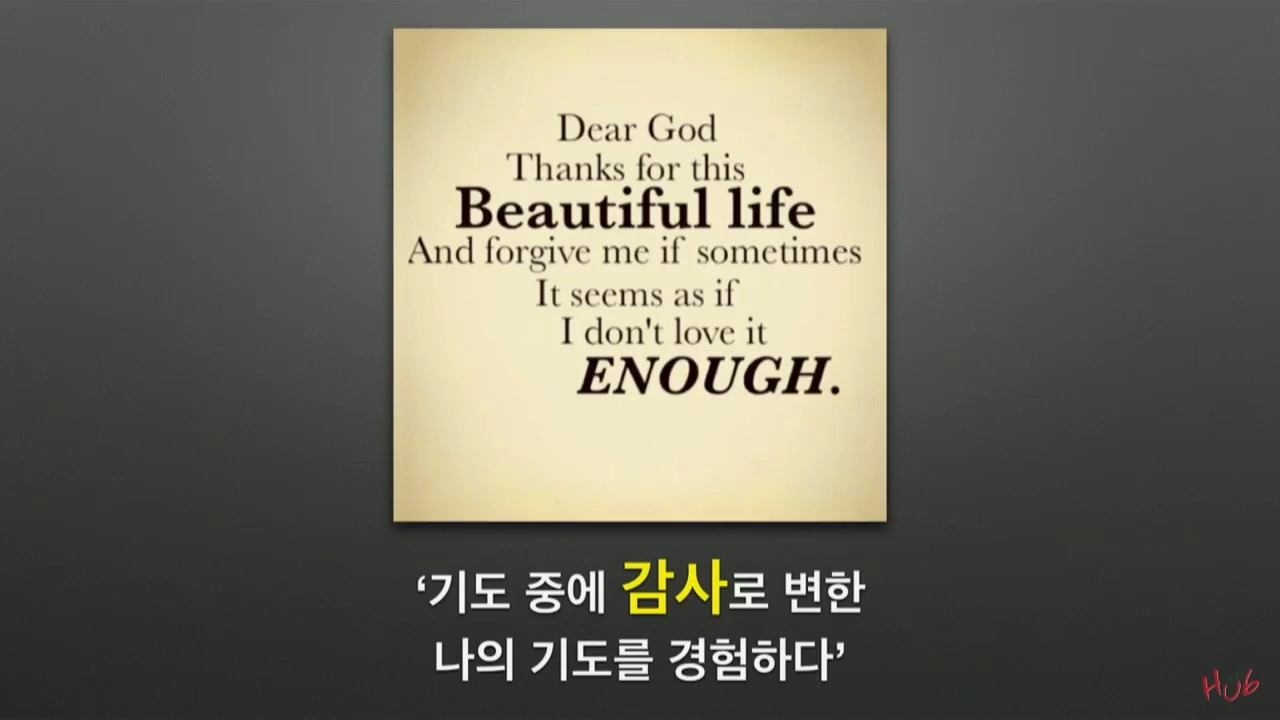 Dear God
Thanks for this
Beautiful life
And forgive me if sometimes
It seems as if
I don't love it
ENOUGH.
‘기도 중에 감사로 변한
나의 기도를 경험하다’
Hub